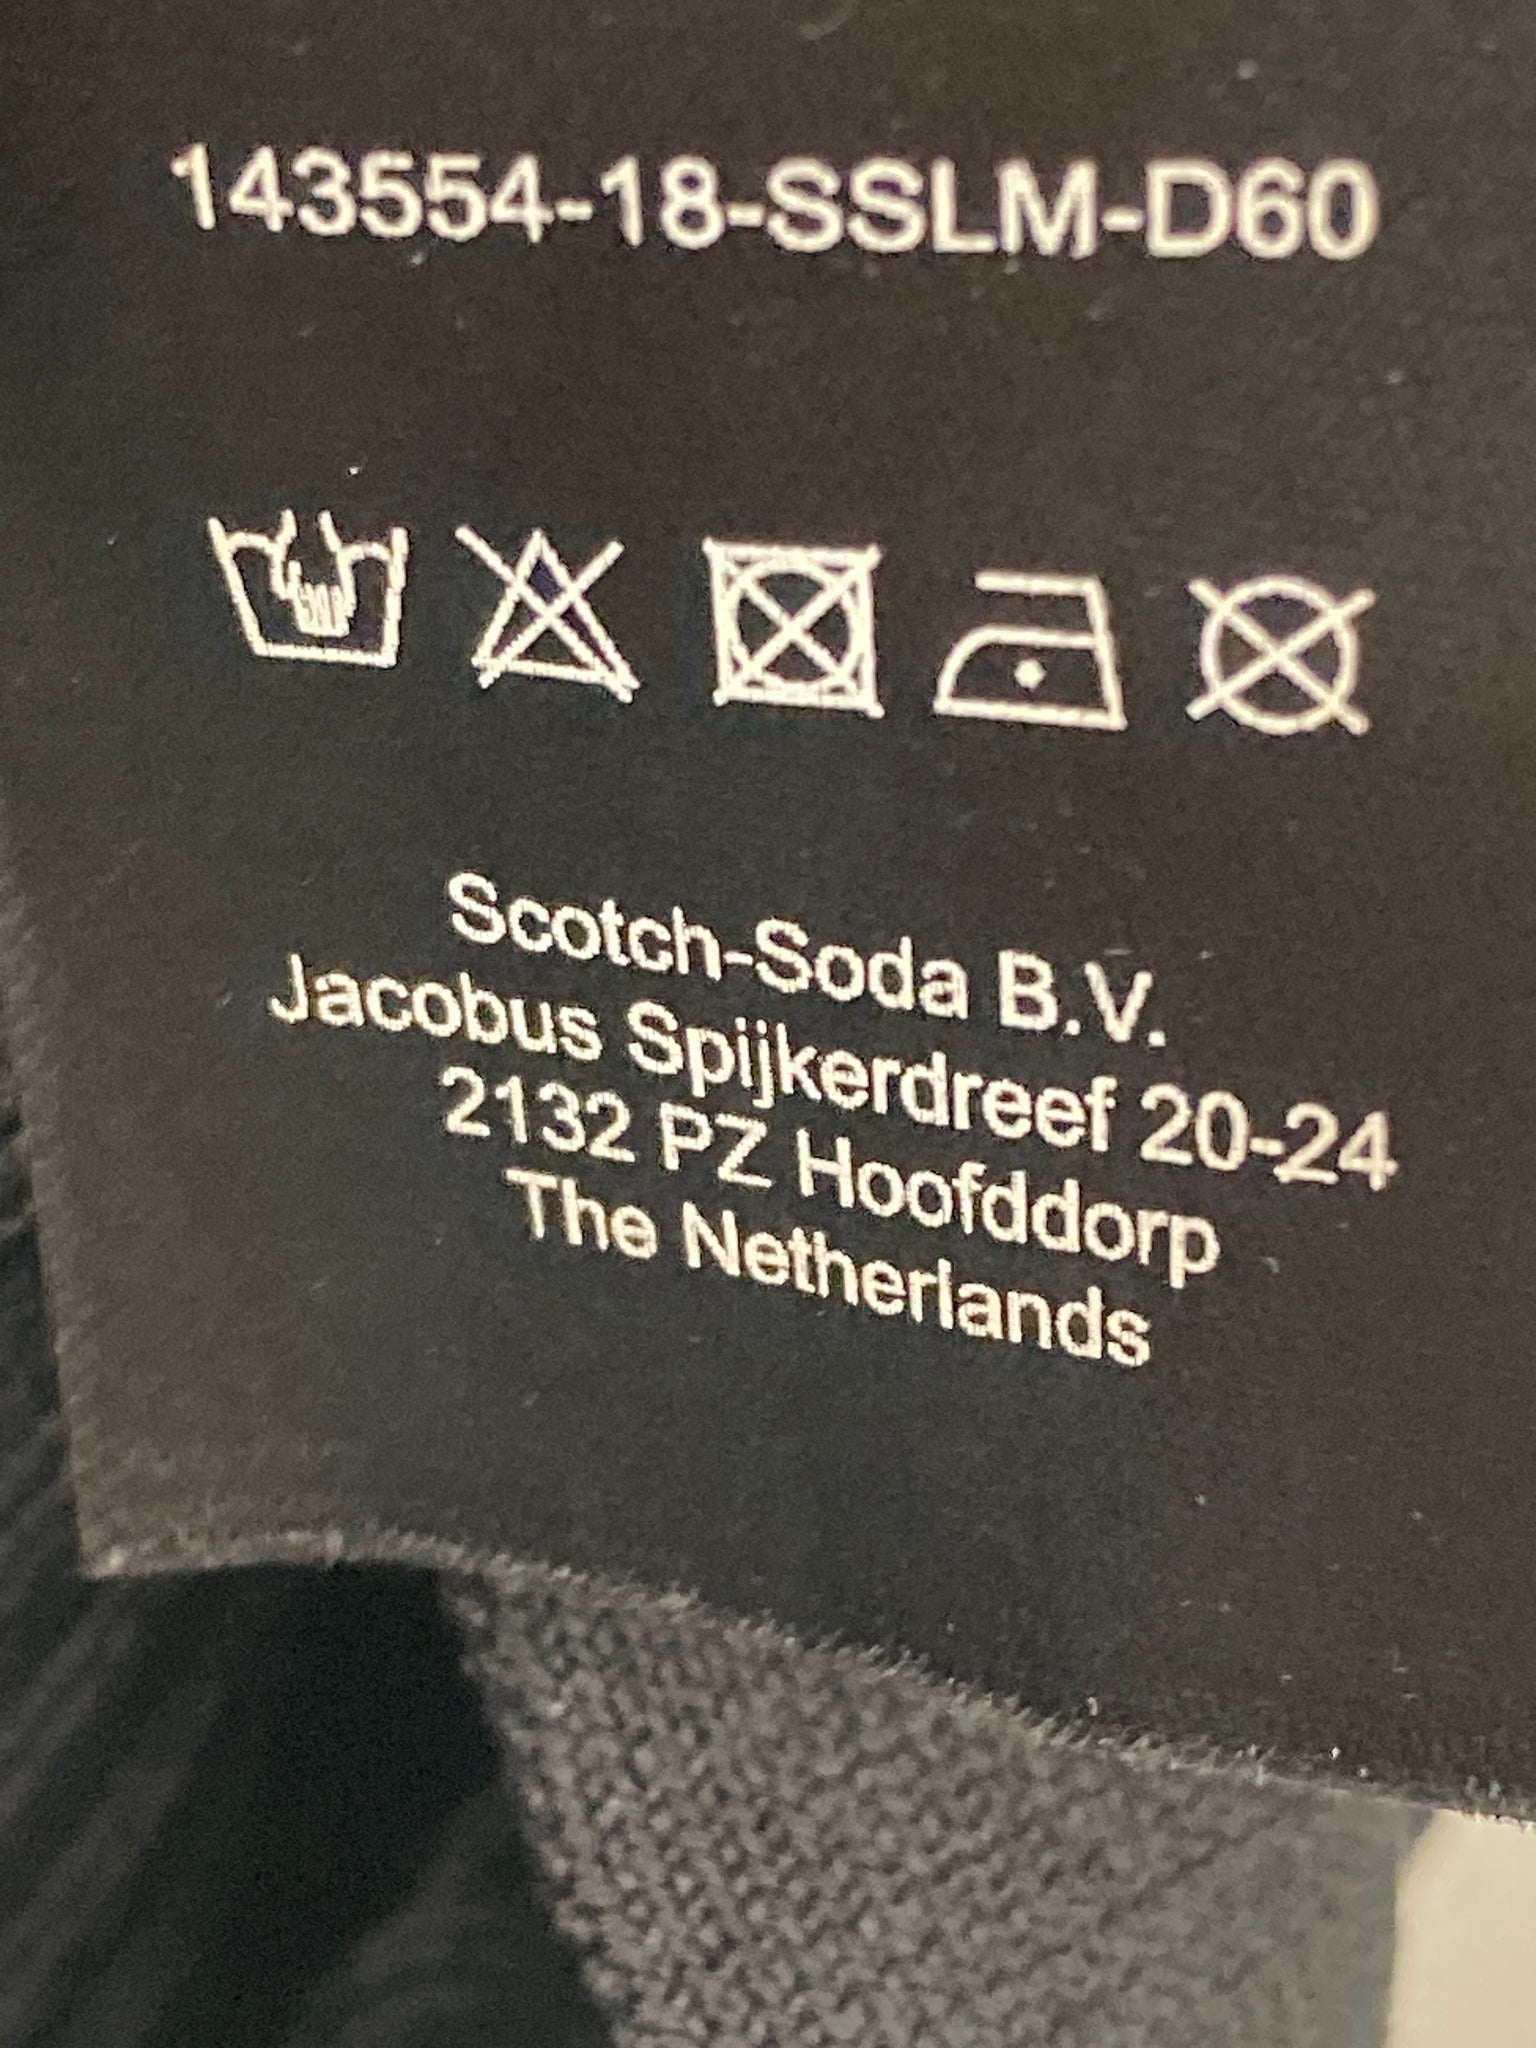 143554-18-SSLM-D60
Scotch-Soda B.V.
Jacobus Spijkerdreef 20-24
2132 PZ Hoofddorp
The Netherlands